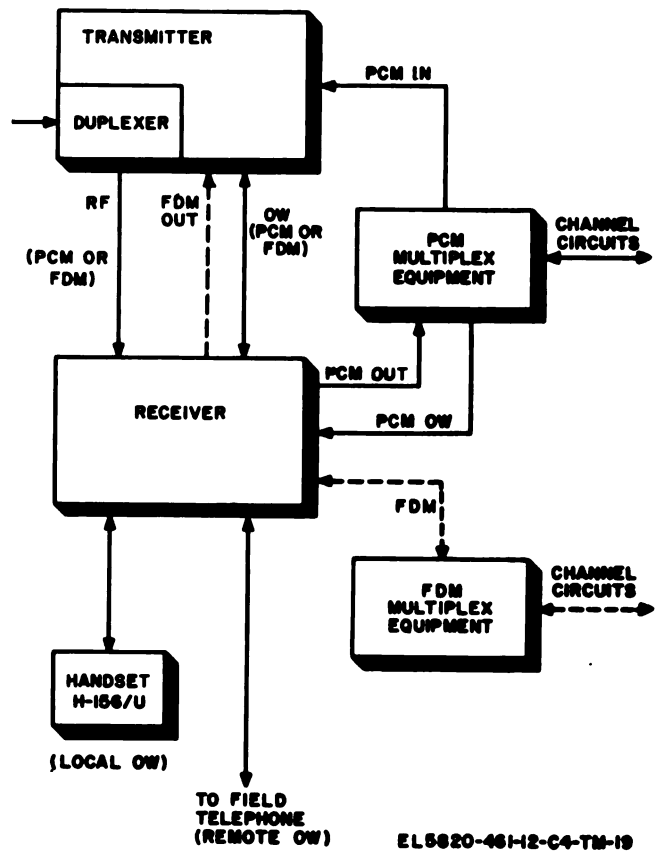 TRANSMITTER
DUPLEXER
PCM IN
RF
(PCM OR
FDM)
FDM
OUT
OW
(PCM OR
FDM)
PCM
MULTIPLEX
EQUIPMENT
CHANNEL
CIRCUITS
RECEIVER
PCM OUT
PCM OW
FDM
FDM
MULTIPLEX
EQUIPMENT
CHANNEL
CIRCUITS
HANDSET
H-156/U
(LOCAL OW)
TO FIELD
TELEPHONE
(REMOTE OW)
EL5820-461-12-C4-TM-19